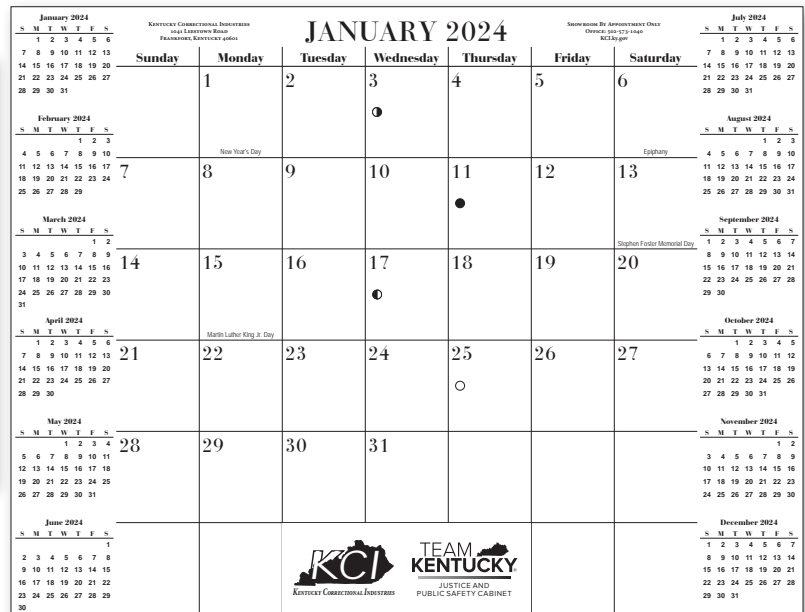 January 2024
S M T W T F S
1 2 3 4 5 6
7 8 9 10 11 12 13
14 15 16 17 18 19 20
21 22 23 24 25 26 27
28 29 30 31
February 2024
S M T W T F S
1 2 3
4 5 6 7 8 9 10
11 12 13 14 15 16 17
18 19 20 21 22 23 24
25 26 27 28 29
March 2024
S M T W T F S
1 2
3 4 5 6 7 8 9
10 11 12 13 14 15 16
17 18 19 20 21 22 23
24 25 26 27 28 29 30
31
April 2024
S M T W T F S
1 2 3 4 5 6
7 8 9 10 11 12 13
14 15 16 17 18 19 20
21 22 23 24 25 26 27
28 29 30
May 2024
S M T W T F S
1 2 3 4
5 6 7 8 9 10 11
12 13 14 15 16 17 18
19 20 21 22 23 24 25
26 27 28 29 30 31
June 2024
S M T W T F S
1
2 3 4 5 6 7 8
9 10 11 12 13 14 15
16 17 18 19 20 21 22
23 24 25 26 27 28 29
30
Kentucky Correctional Industries
1041 Leestown Road
Frankfort, Kentucky 40601
JANUARY 2024
Showroom By Appointment Only
Office: 502-573-1040
KCI.ky.gov
Sunday Monday Tuesday Wednesday Thursday Friday Saturday
1 2 3 4 5 6
New Year's Day Epiphany
7 8 9 10 11 12 13
Stephen Foster Memorial Day
14 15 16 17 18 19 20
Martin Luther King Jr. Day
21 22 23 24 25 26 27
28 29 30 31
KCI
Kentucky Correctional Industries
TEAM
KENTUCKY
JUSTICE AND
PUBLIC SAFETY CABINET
July 2024
S M T W T F S
1 2 3 4 5 6
7 8 9 10 11 12 13
14 15 16 17 18 19 20
21 22 23 24 25 26 27
28 29 30 31
August 2024
S M T W T F S
1 2 3
4 5 6 7 8 9 10
11 12 13 14 15 16 17
18 19 20 21 22 23 24
25 26 27 28 29 30 31
September 2024
S M T W T F S
1 2 3 4 5 6 7
8 9 10 11 12 13 14
15 16 17 18 19 20 21
22 23 24 25 26 27 28
29 30
October 2024
S M T W T F S
1 2 3 4 5
6 7 8 9 10 11 12
13 14 15 16 17 18 19
20 21 22 23 24 25 26
27 28 29 30 31
November 2024
S M T W T F S
1 2
3 4 5 6 7 8 9
10 11 12 13 14 15 16
17 18 19 20 21 22 23
24 25 26 27 28 29 30
December 2024
S M T W T F S
1 2 3 4 5 6 7
8 9 10 11 12 13 14
15 16 17 18 19 20 21
22 23 24 25 26 27 28
29 30 31